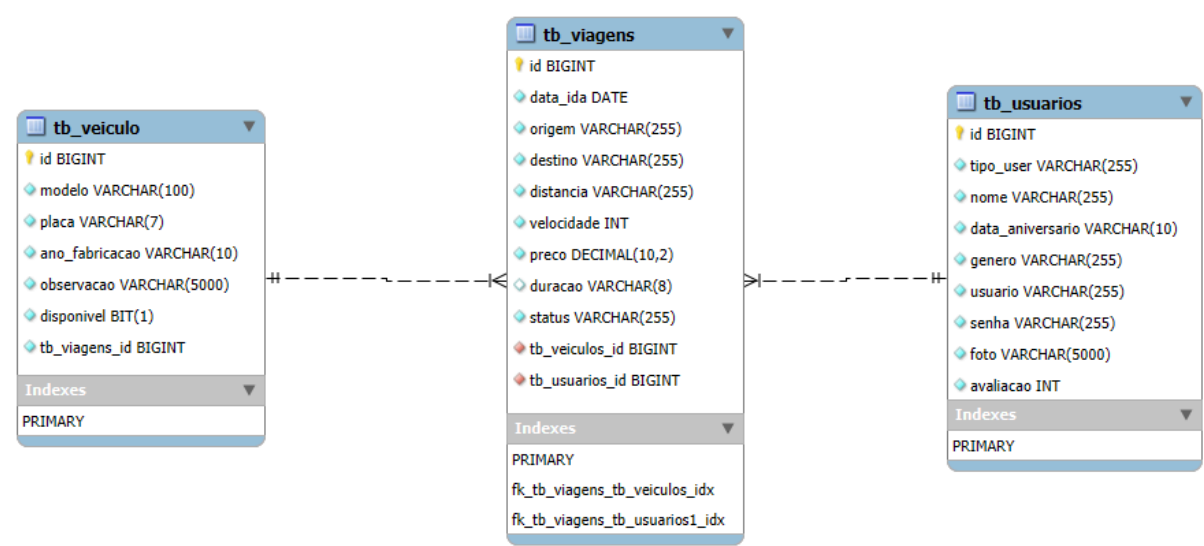 tb_veiculo
id BIGINT
modelo VARCHAR(100)
placa VARCHAR(7)
ano_fabricacao VARCHAR(10)
observacao VARCHAR(5000)
disponivel BIT(1)
tb_viagens_id BIGINT
Indexes
PRIMARY
tb_viagens
id BIGINT
data_ida DATE
origem VARCHAR(255)
destino VARCHAR(255)
distancia VARCHAR(255)
velocidade INT
preco DECIMAL(10,2)
duracao VARCHAR(8)
status VARCHAR(255)
tb_veiculos_id BIGINT
tb_usuarios_id BIGINT
Indexes
PRIMARY
fk_tb_viagens_tb_veiculos_idx
fk_tb_viagens_tb_usuarios1_idx
tb_usuarios
id BIGINT
tipo_user VARCHAR(255)
nome VARCHAR(255)
data_aniversario VARCHAR(10)
genero VARCHAR(255)
usuario VARCHAR(255)
senha VARCHAR(255)
foto VARCHAR(5000)
avaliacao INT
Indexes
PRIMARY